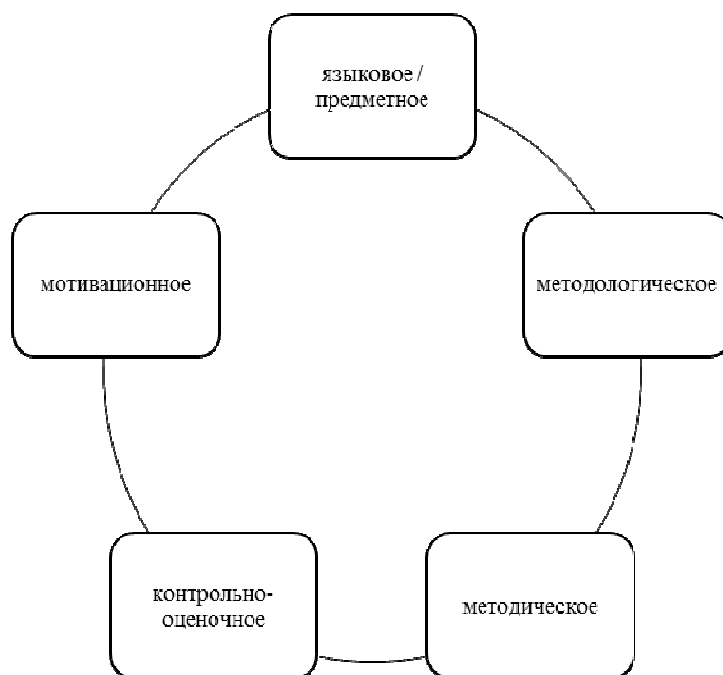 языковое /
предметное
мотивационное
методологическое
контрольно-
оценочное
методическое